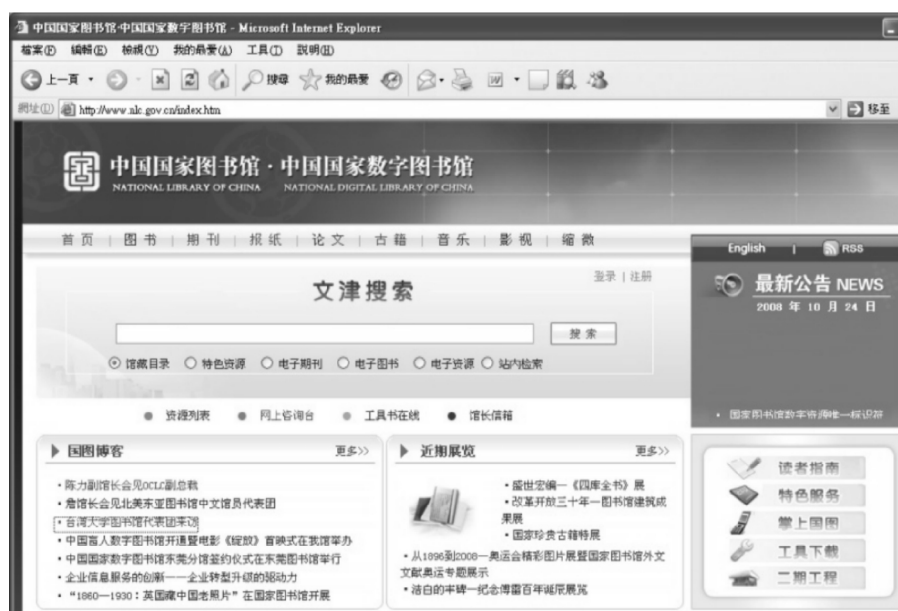 中国国家图书馆·中国国家数字图书馆 - Microsoft Internet Explorer
檔案(F) 編輯(E) 檢視(V) 我的最愛(A) 工具(T) 說明(H)
上一頁 搜尋 我的最愛
網址(D) http://www.nlc.gov.cn/index.htm 移至
中国国家图书馆·中国国家数字图书馆
NATIONAL LIBRARY OF CHINA NATIONAL DIGITAL LIBRARY OF CHINA
首页 | 图书 | 期刊 | 报纸 | 论文 | 古籍 | 音乐 | 影视 | 缩微
English | RSS
登录 | 注册
文津搜索
搜索
馆藏目录 特色资源 电子期刊 电子图书 电子资源 站内检索
最新公告 NEWS
2008 年 10 月 24 日
· 国家图书馆数字资源唯一标识符
资源列表 网上咨询台 工具书在线 馆长信箱
国图博客 更多>>
· 陈力副馆长会见OCLC副总裁
· 詹馆长会见北美东亚图书馆中文馆员代表团
· 台湾大学图书馆代表团来访
· 中国盲人数字图书馆开通暨电影《绽放》首映式在我馆举办
· 中国国家数字图书馆东莞分馆签约仪式在东莞图书馆举行
· 企业信息服务的创新——企业转型升级的驱动力
· “1860—1930：英国藏中国老照片”在国家图书馆开展
近期展览 更多>>
· 盛世宏编—《四库全书》展
· 改革开放三十年—图书馆建筑成
果展
· 国家珍贵古籍特展
· 从1896到2008—奥运会精彩图片展暨国家图书馆外文
文献奥运专题展示
· 洁白的丰碑—纪念傅雷百年诞辰展览
读者指南
特色服务
掌上国图
工具下载
二期工程